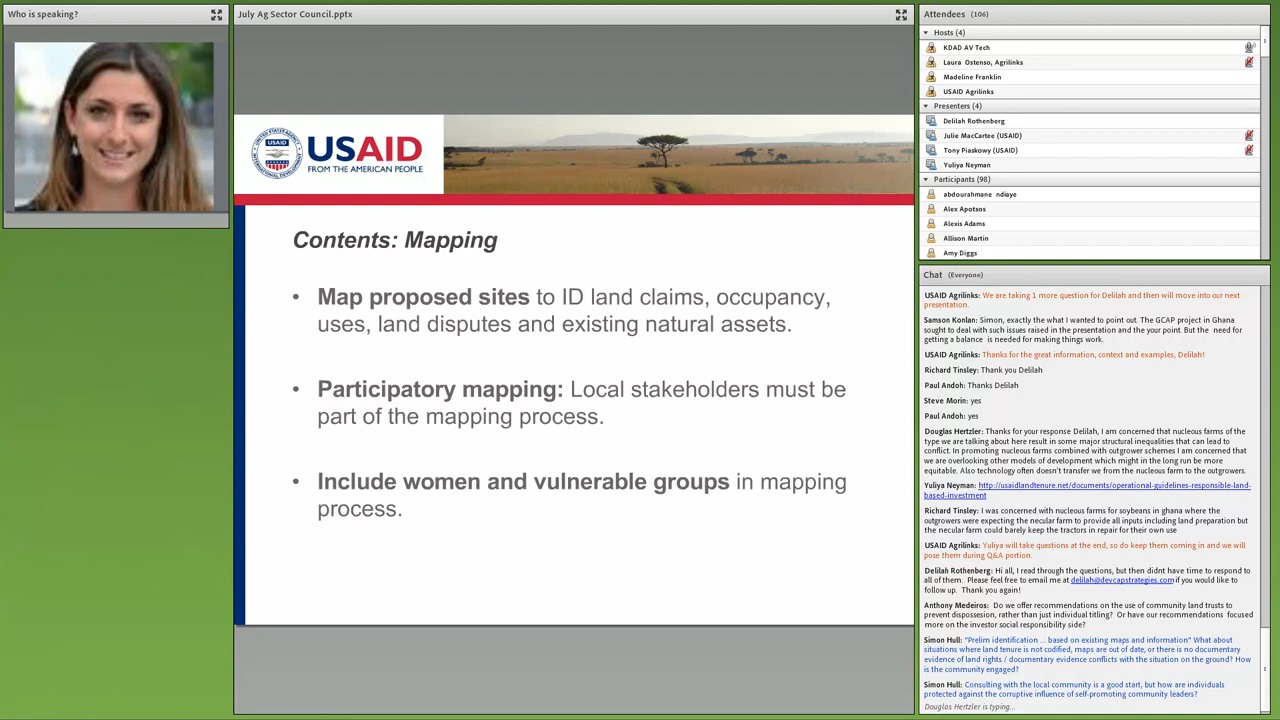 Who is speaking?
July Ag Sector Council.pptx
USAID
USAID
FROM THE AMERICAN PEOPLE
Contents: Mapping
• Map proposed sites to ID land claims, occupancy,
uses, land disputes and existing natural assets.
• Participatory mapping: Local stakeholders must be
part of the mapping process.
• Include women and vulnerable groups in mapping
process.
Attendees (106)
Hosts (4)
KDAD AV Tech
Laura Ostenso, Agrilinks
Madeline Franklin
USAID Agrilinks
Presenters (4)
Delilah Rothenberg
Julie MacCartee (USAID)
Tony Piaskowy (USAID)
Yuliya Neyman
Participants (98)
abdourahmane ndiaye
Alex Apotsos
Alexis Adams
Allison Martin
Amy Diggs
Chat (Everyone)
USAID Agrilinks: We are taking 1 more question for Delilah and then will move into our next
presentation.
Samson Konlan: Simon, exactly the what I wanted to point out. The GCAP project in Ghana
sought to deal with such issues raised in the presentation and the your point. But the need for
getting a balance is needed for making things work.
USAID Agrilinks: Thanks for the great information, context and examples, Delilah!
Richard Tinsley: Thank you Delilah
Paul Andoh: Thanks Delilah
Steve Morin: yes
Paul Andoh: yes
Douglas Hertzler: Thanks for your response Delilah, I am concerned that nucleous farms of the
type we are talking about here result in some major structural inequalities that can lead to
conflict. In promoting nucleous farms combined with outgrower schemes I am concerned that
we are overlooking other models of development which might in the long run be more
equitable. Also technology often doesn't transfer we from the nucleous farm to the outgrowers.
Yuliya Neyman: http://usaidlandtenure.net/documents/operational-guidelines-responsible-land-
based-investment
Richard Tinsley: I was concerned with nucleous farms for soybeans in ghana where the
outgrowers were expecting the necular farm to provide all inputs including land preparation but
the necular farm could barely keep the tractors in repair for their own use
USAID Agrilinks: Yuliya will take questions at the end, so do keep them coming in and we will
pose them during Q&A portion.
Delilah Rothenberg: Hi all, I read through the questions, but then didnt have time to respond to
all of them. Please feel free to email me at delilah@devcapstrategies.com if you would like to
follow up. Thank you again!
Anthony Medeiros: Do we offer recommendations on the use of community land trusts to
prevent dispossesion, rather than just individual titling? Or have our recommendations focused
more on the investor social responsibility side?
Simon Hull: "Prelim identification ... based on existing maps and information" What about
situations where land tenure is not codified, maps are out of date, or there is no documentary
evidence of land rights / documentary evidence conflicts with the situation on the ground? How
is the community engaged?
Simon Hull: Consulting with the local community is a good start, but how are individuals
protected against the corruptive influence of self-promoting community leaders?
Douglas Hertzler is typing...